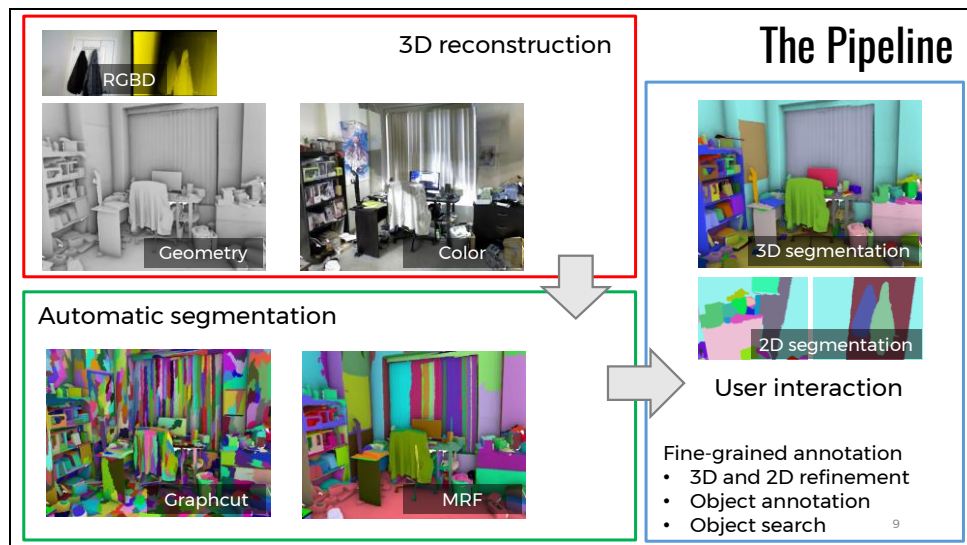 The Pipeline
3D reconstruction
RGBD
Geometry
Color
Automatic segmentation
Graphcut
MRF
3D segmentation
2D segmentation
User interaction
Fine-grained annotation
• 3D and 2D refinement
• Object annotation
• Object search
9